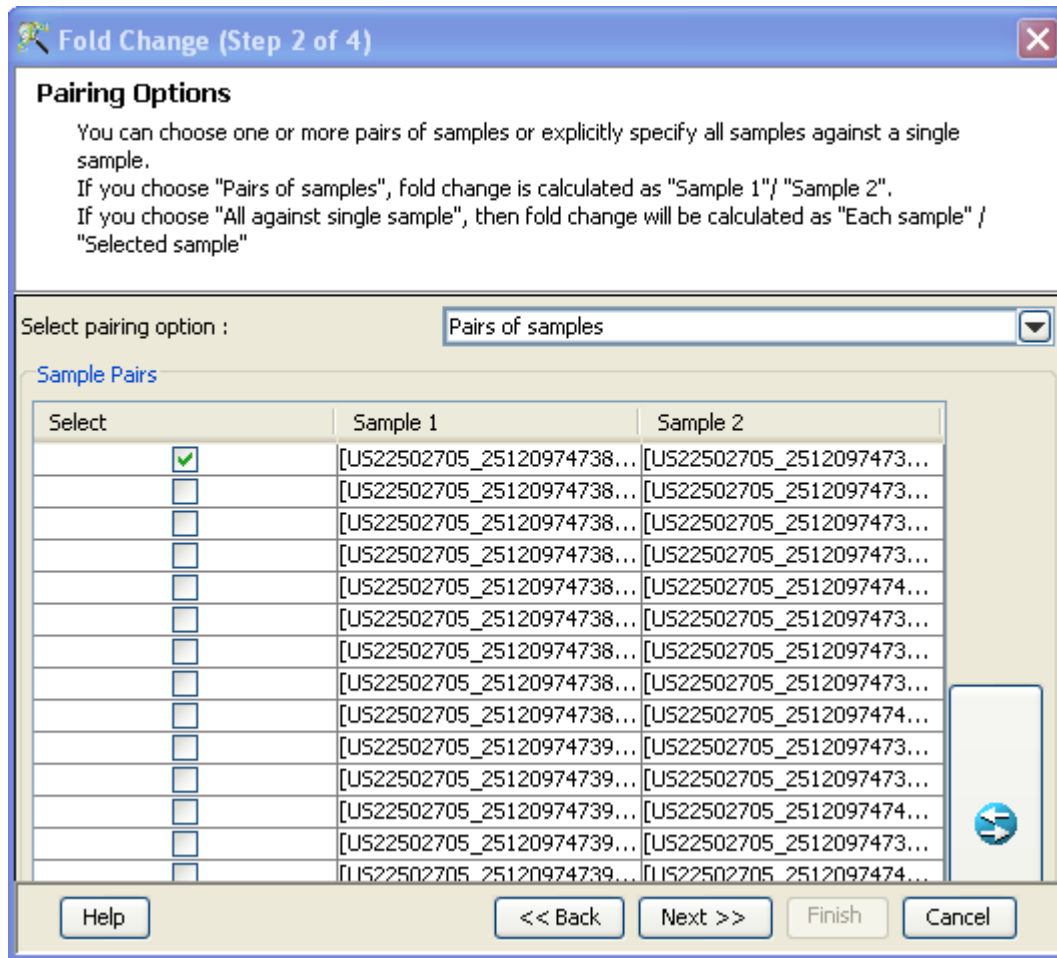 Fold Change (Step 2 of 4)
Pairing Options
You can choose one or more pairs of samples or explicitly specify all samples against a single
sample.
If you choose "Pairs of samples", fold change is calculated as "Sample 1"/ "Sample 2".
If you choose "All against single sample", then fold change will be calculated as "Each sample" /
"Selected sample"
Select pairing option : Pairs of samples
Sample Pairs
Select Sample 1 Sample 2
[US22502705_25120974738... [US22502705_2512097473...
[US22502705_25120974738... [US22502705_2512097473...
[US22502705_25120974738... [US22502705_2512097473...
[US22502705_25120974738... [US22502705_2512097473...
[US22502705_25120974738... [US22502705_2512097474...
[US22502705_25120974738... [US22502705_2512097473...
[US22502705_25120974738... [US22502705_2512097473...
[US22502705_25120974738... [US22502705_2512097473...
[US22502705_25120974738... [US22502705_2512097474...
[US22502705_25120974739... [US22502705_2512097473...
[US22502705_25120974739... [US22502705_2512097473...
[US22502705_25120974739... [US22502705_2512097474...
[US22502705_25120974739... [US22502705_2512097473...
[US22502705_25120974739... [US22502705_2512097474...
Help << Back Next >> Finish Cancel